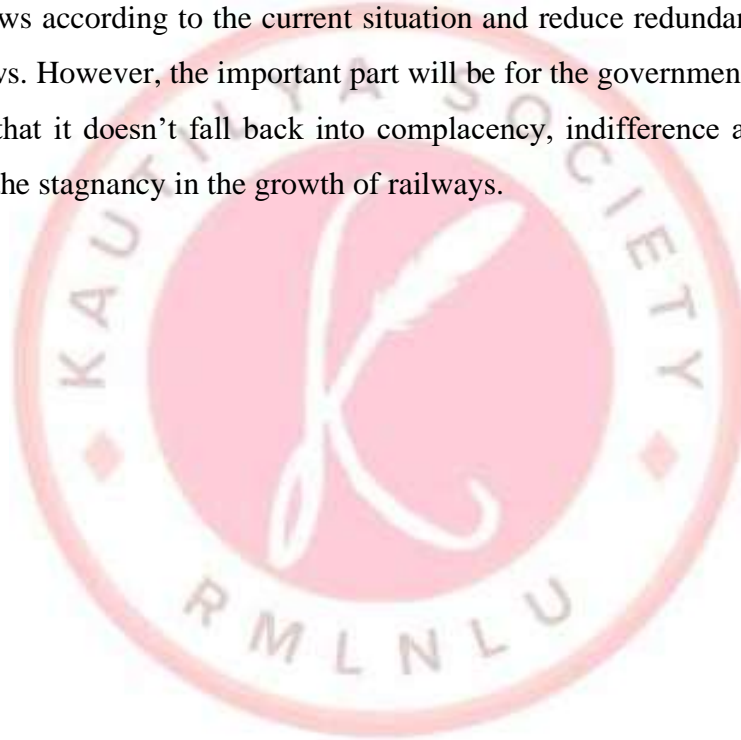 ws according to the current situation and reduce redundan
ys. However, the important part will be for the governmen
that it doesn't fall back into complacency, indifference a
he stagnancy in the growth of railways.
KAUTILYA SOCIETY
RMLNLU